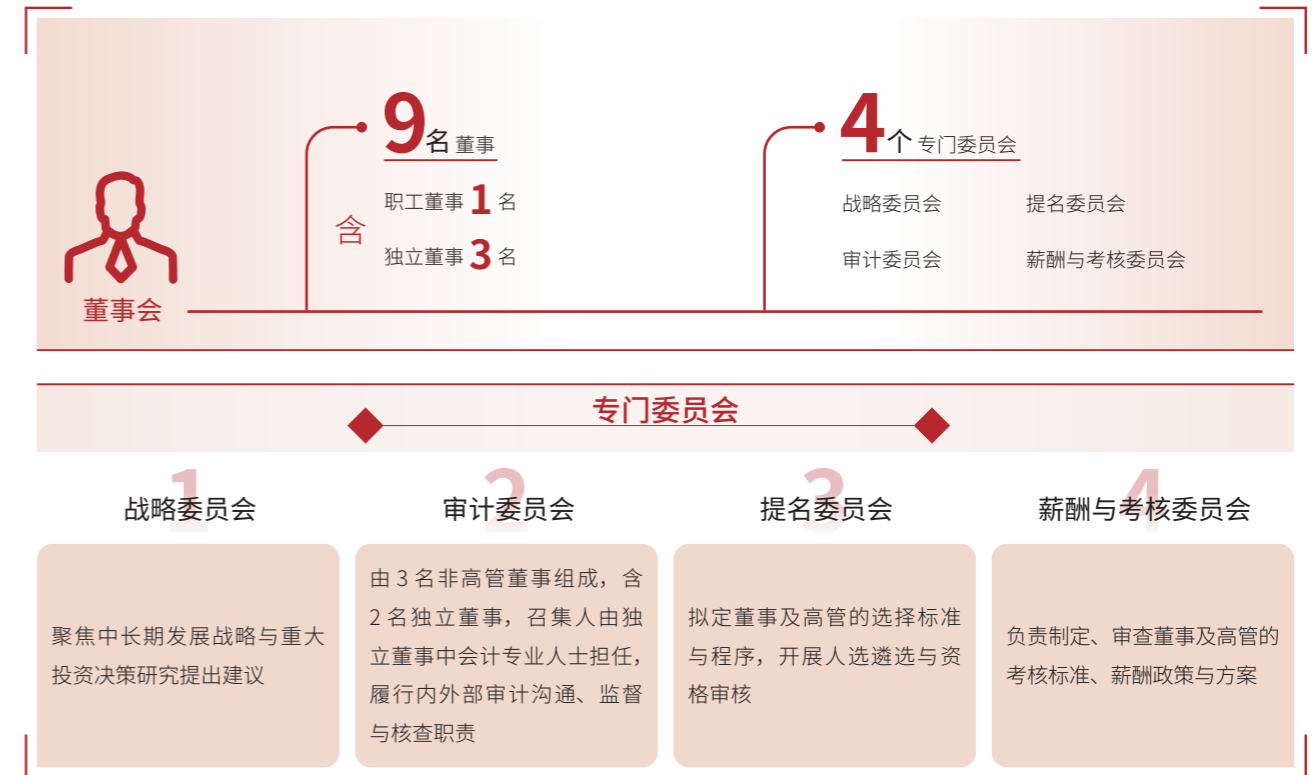 董事会
9名 董事
含
职工董事 1 名
独立董事 3 名
4个 专门委员会
战略委员会 提名委员会
审计委员会 薪酬与考核委员会
专门委员会
1
战略委员会
聚焦中长期发展战略与重大
投资决策研究提出建议
2
审计委员会
由 3 名非高管董事组成，含
2 名独立董事，召集人由独
立董事中会计专业人士担任，
履行内外部审计沟通、监督
与核查职责
3
提名委员会
拟定董事及高管的选择标准
与程序，开展人选遴选与资
格审核
4
薪酬与考核委员会
负责制定、审查董事及高管的
考核标准、薪酬政策与方案